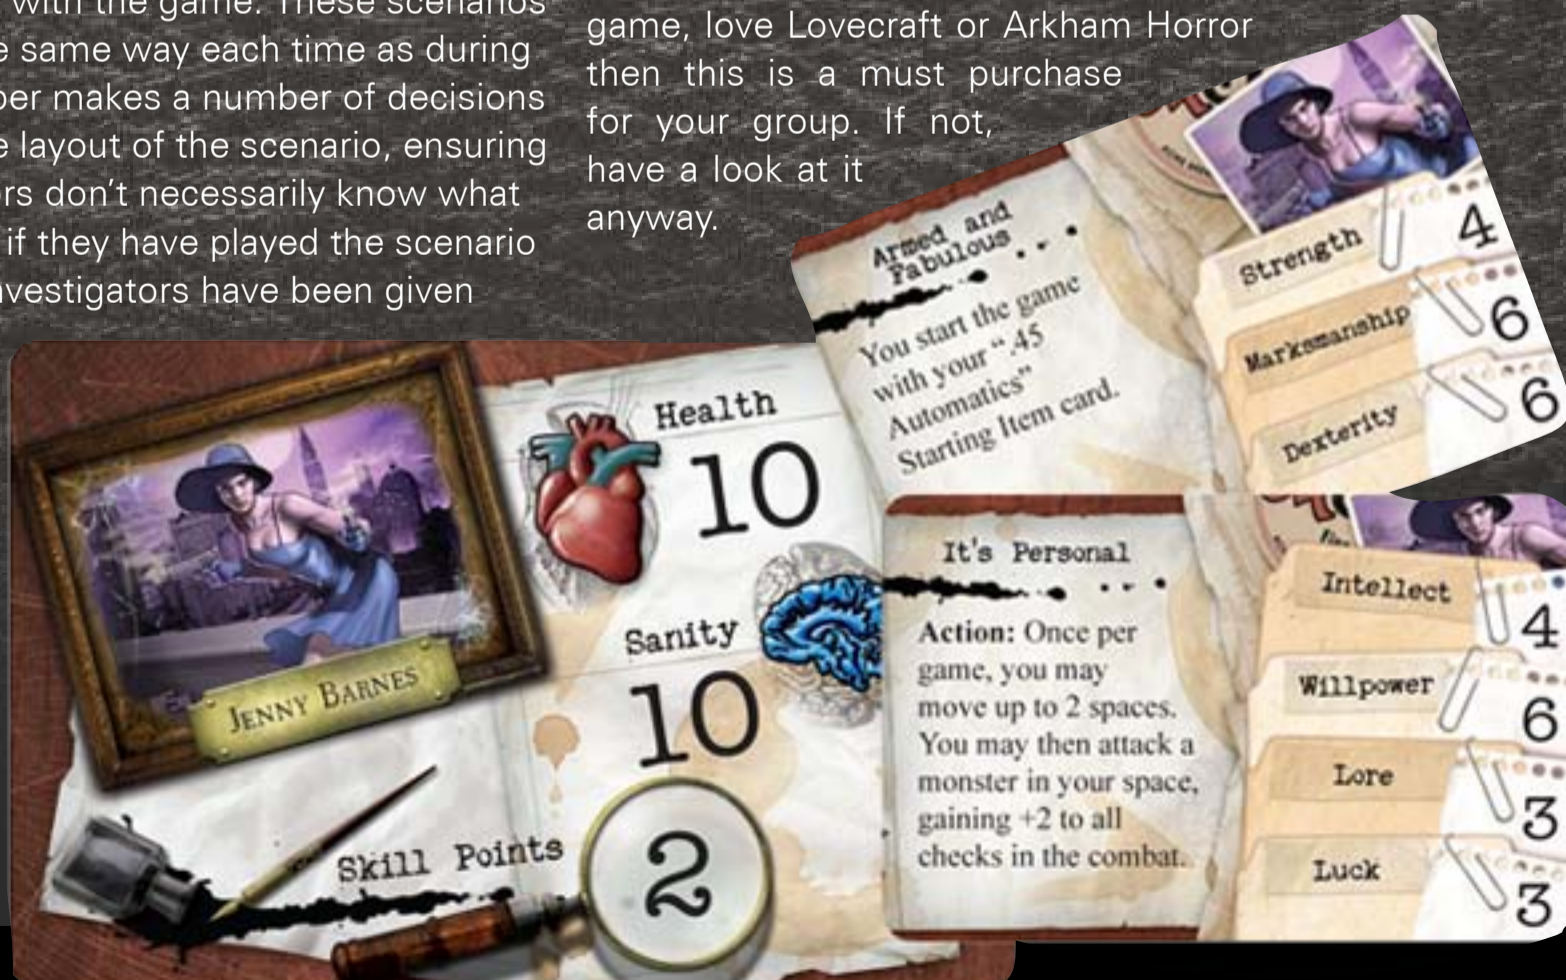 with the game. These scenarios
same way each time as during
makes a number of decisions
layout of the scenario, ensuring
don't necessarily know what
if they have played the scenario
have been given
game, love Lovecraft or Arkham Horror
then this is a must purchase
for your group. If not,
have a look at it
anyway.
Armed and
Fabulous
You start the game
with your “.45
Automatics”
Starting Item card.
Strength 4
Marksmanship 6
Dexterity 6
Health
10
Sanity
10
JENNY BARNES
Skill Points
2
It's Personal
Action: Once per
game, you may
move up to 2 spaces.
You may then attack a
monster in your space,
gaining +2 to all
checks in the combat.
Intellect 4
Willpower 6
Lore 3
Luck 3